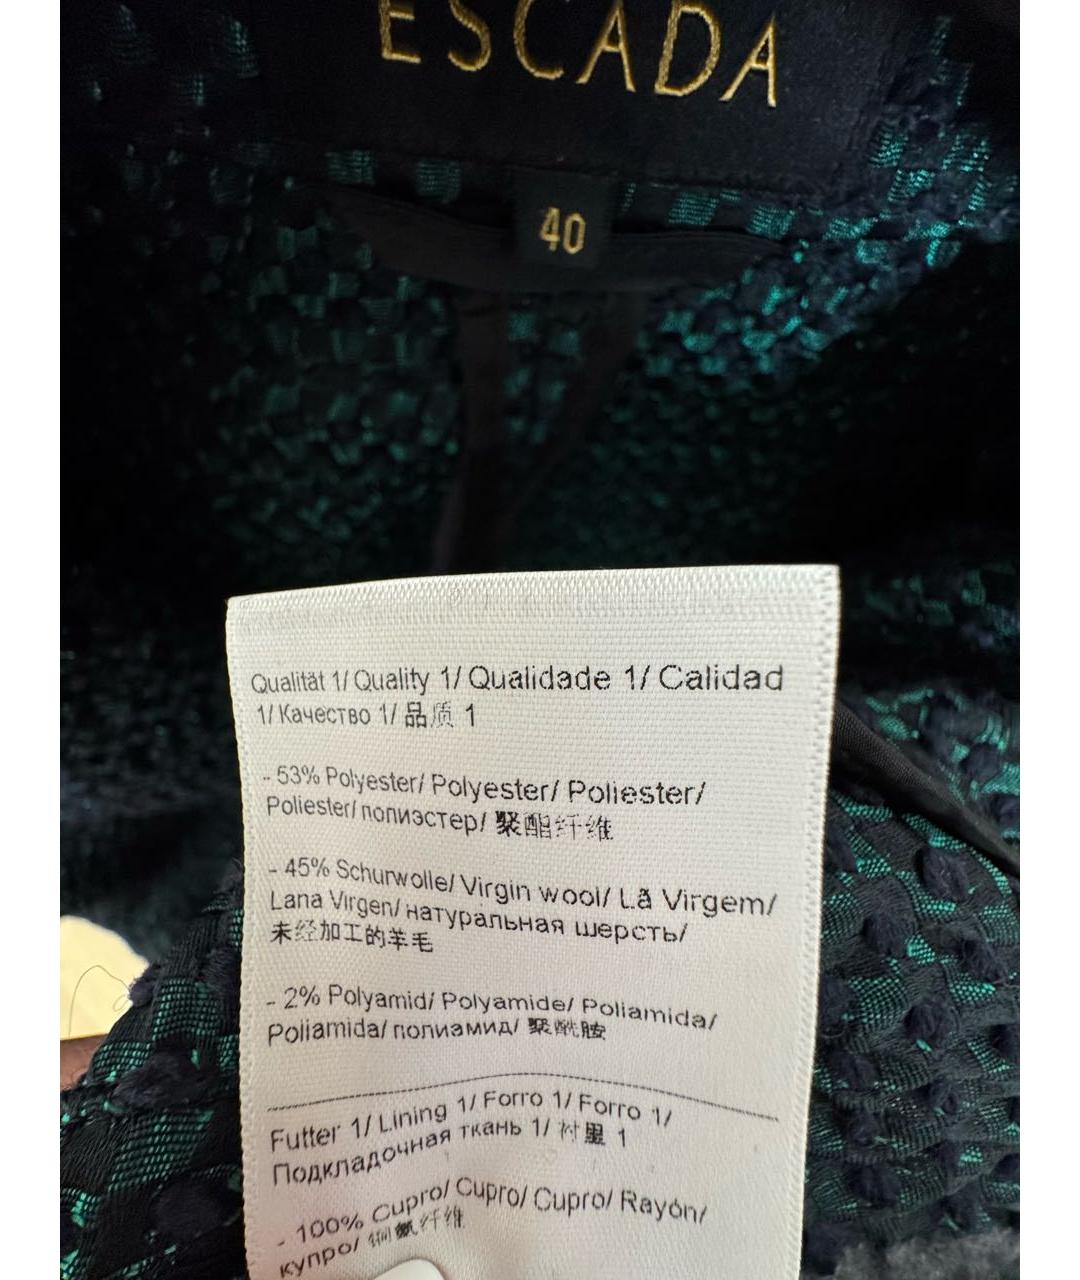 ESCADA
40
Qualität 1/ Quality 1/ Qualidade 1/ Calidad
1/ Качество 1/ 品质 1
- 53% Polyester/ Polyester/ Poliester/
Poliester/ полиэстер/ 聚酯纤维
- 45% Schurwolle/ Virgin wool/ Lã Virgem/
Lana Virgen/ натуральная шерсть/
未经加工的羊毛
- 2% Polyamid/ Polyamide/ Poliamida/
Poliamida/ полиамид/ 聚酰胺
Futter 1/ Lining 1/ Forro 1/ Forro 1/
Подкладочная ткань 1/ 衬里 1
- 100% Cupro/ Cupro/ Cupro/ Rayón/
купро/ 铜氨纤维